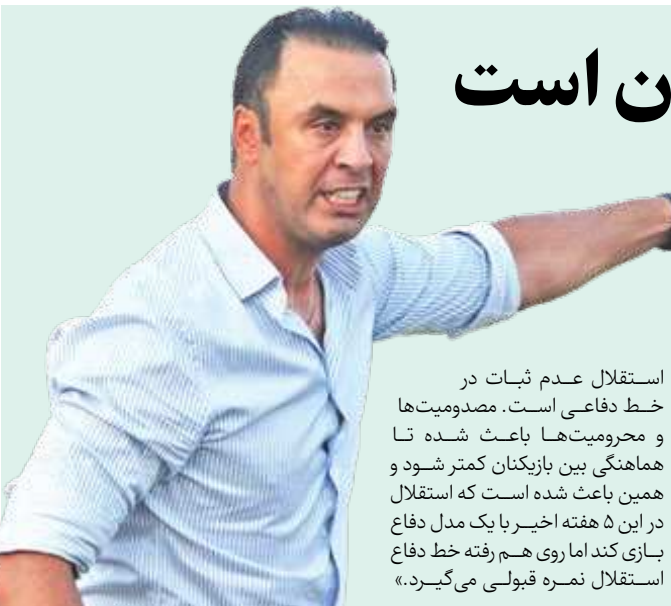 ن است
استقلال عدم ثبات در
خط دفاعی است. مصدومیت‌ها
و محرومیت‌ها باعث شده تا
هماهنگی بین بازیکنان کمتر شود و
همین باعث شده است که استقلال
در این ۵ هفته اخیر با یک مدل دفاع
بازی کند اما روی هم رفته خط دفاع
استقلال نمره قبولی می‌گیرد.»